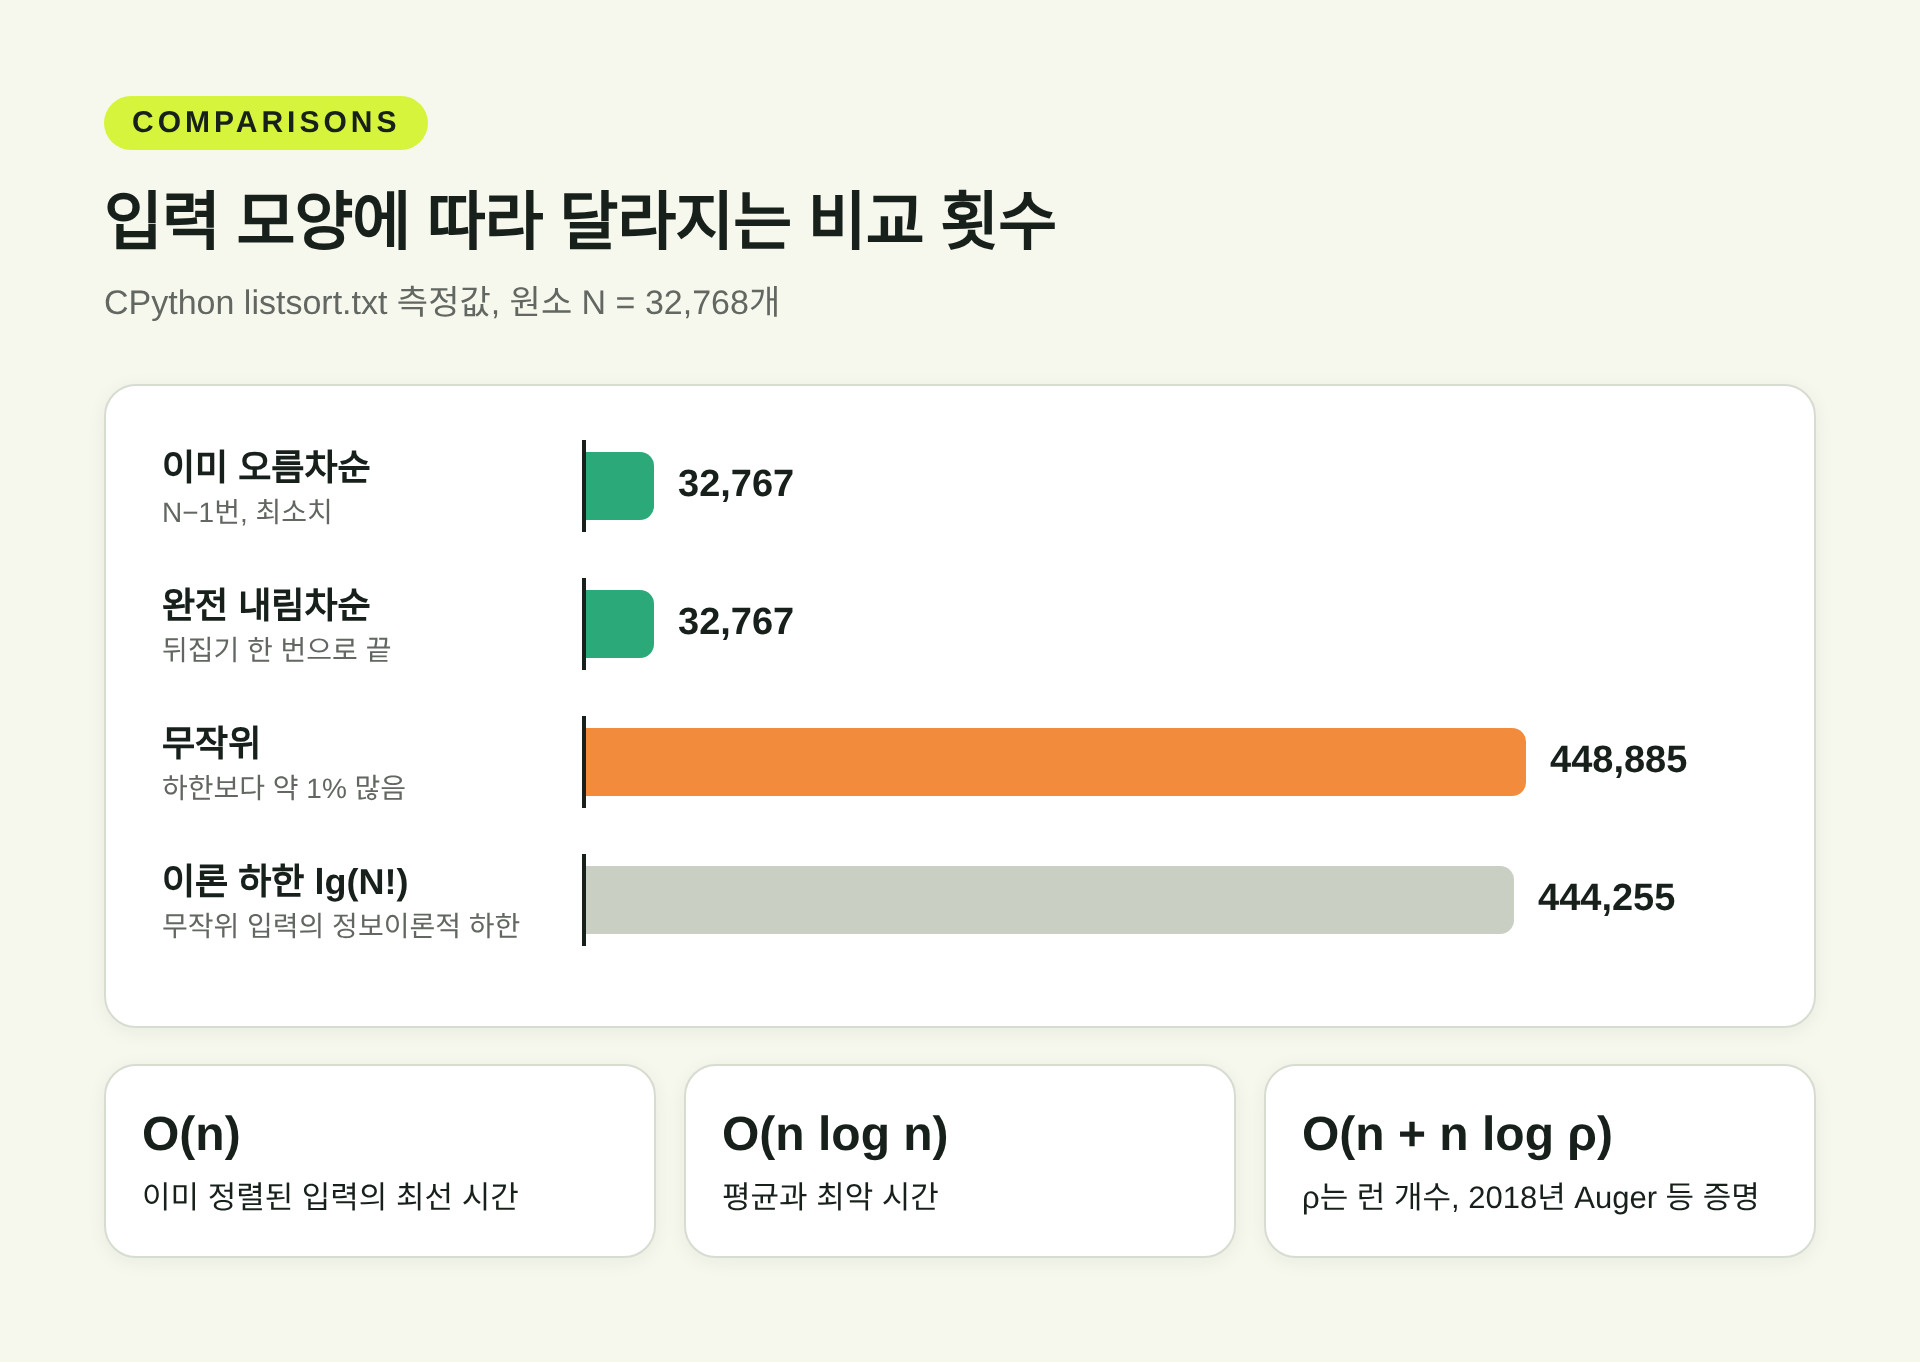 COMPARISONS
입력 모양에 따라 달라지는 비교 횟수
CPython listsort.txt 측정값, 원소 N = 32,768개
이미 오름차순
N−1번, 최소치
32,767
완전 내림차순
뒤집기 한 번으로 끝
32,767
무작위
하한보다 약 1% 많음
448,885
이론 하한 lg(N!)
무작위 입력의 정보이론적 하한
444,255
O(n)
이미 정렬된 입력의 최선 시간
O(n log n)
평균과 최악 시간
O(n + n log ρ)
ρ는 런 개수, 2018년 Auger 등 증명